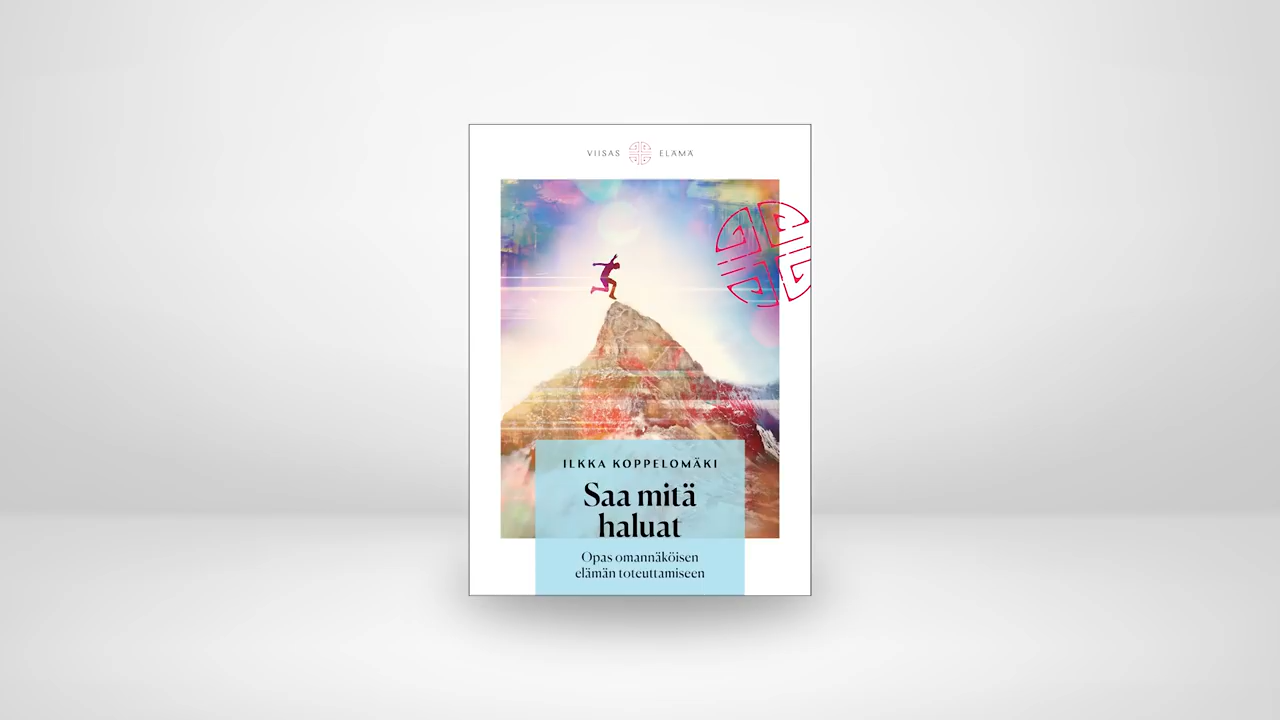 VIISAS ELÄMÄ
ILKKA KOPPELOMÄKI
Saa mitä
haluat
Opas omannäköisen
elämän toteuttamiseen